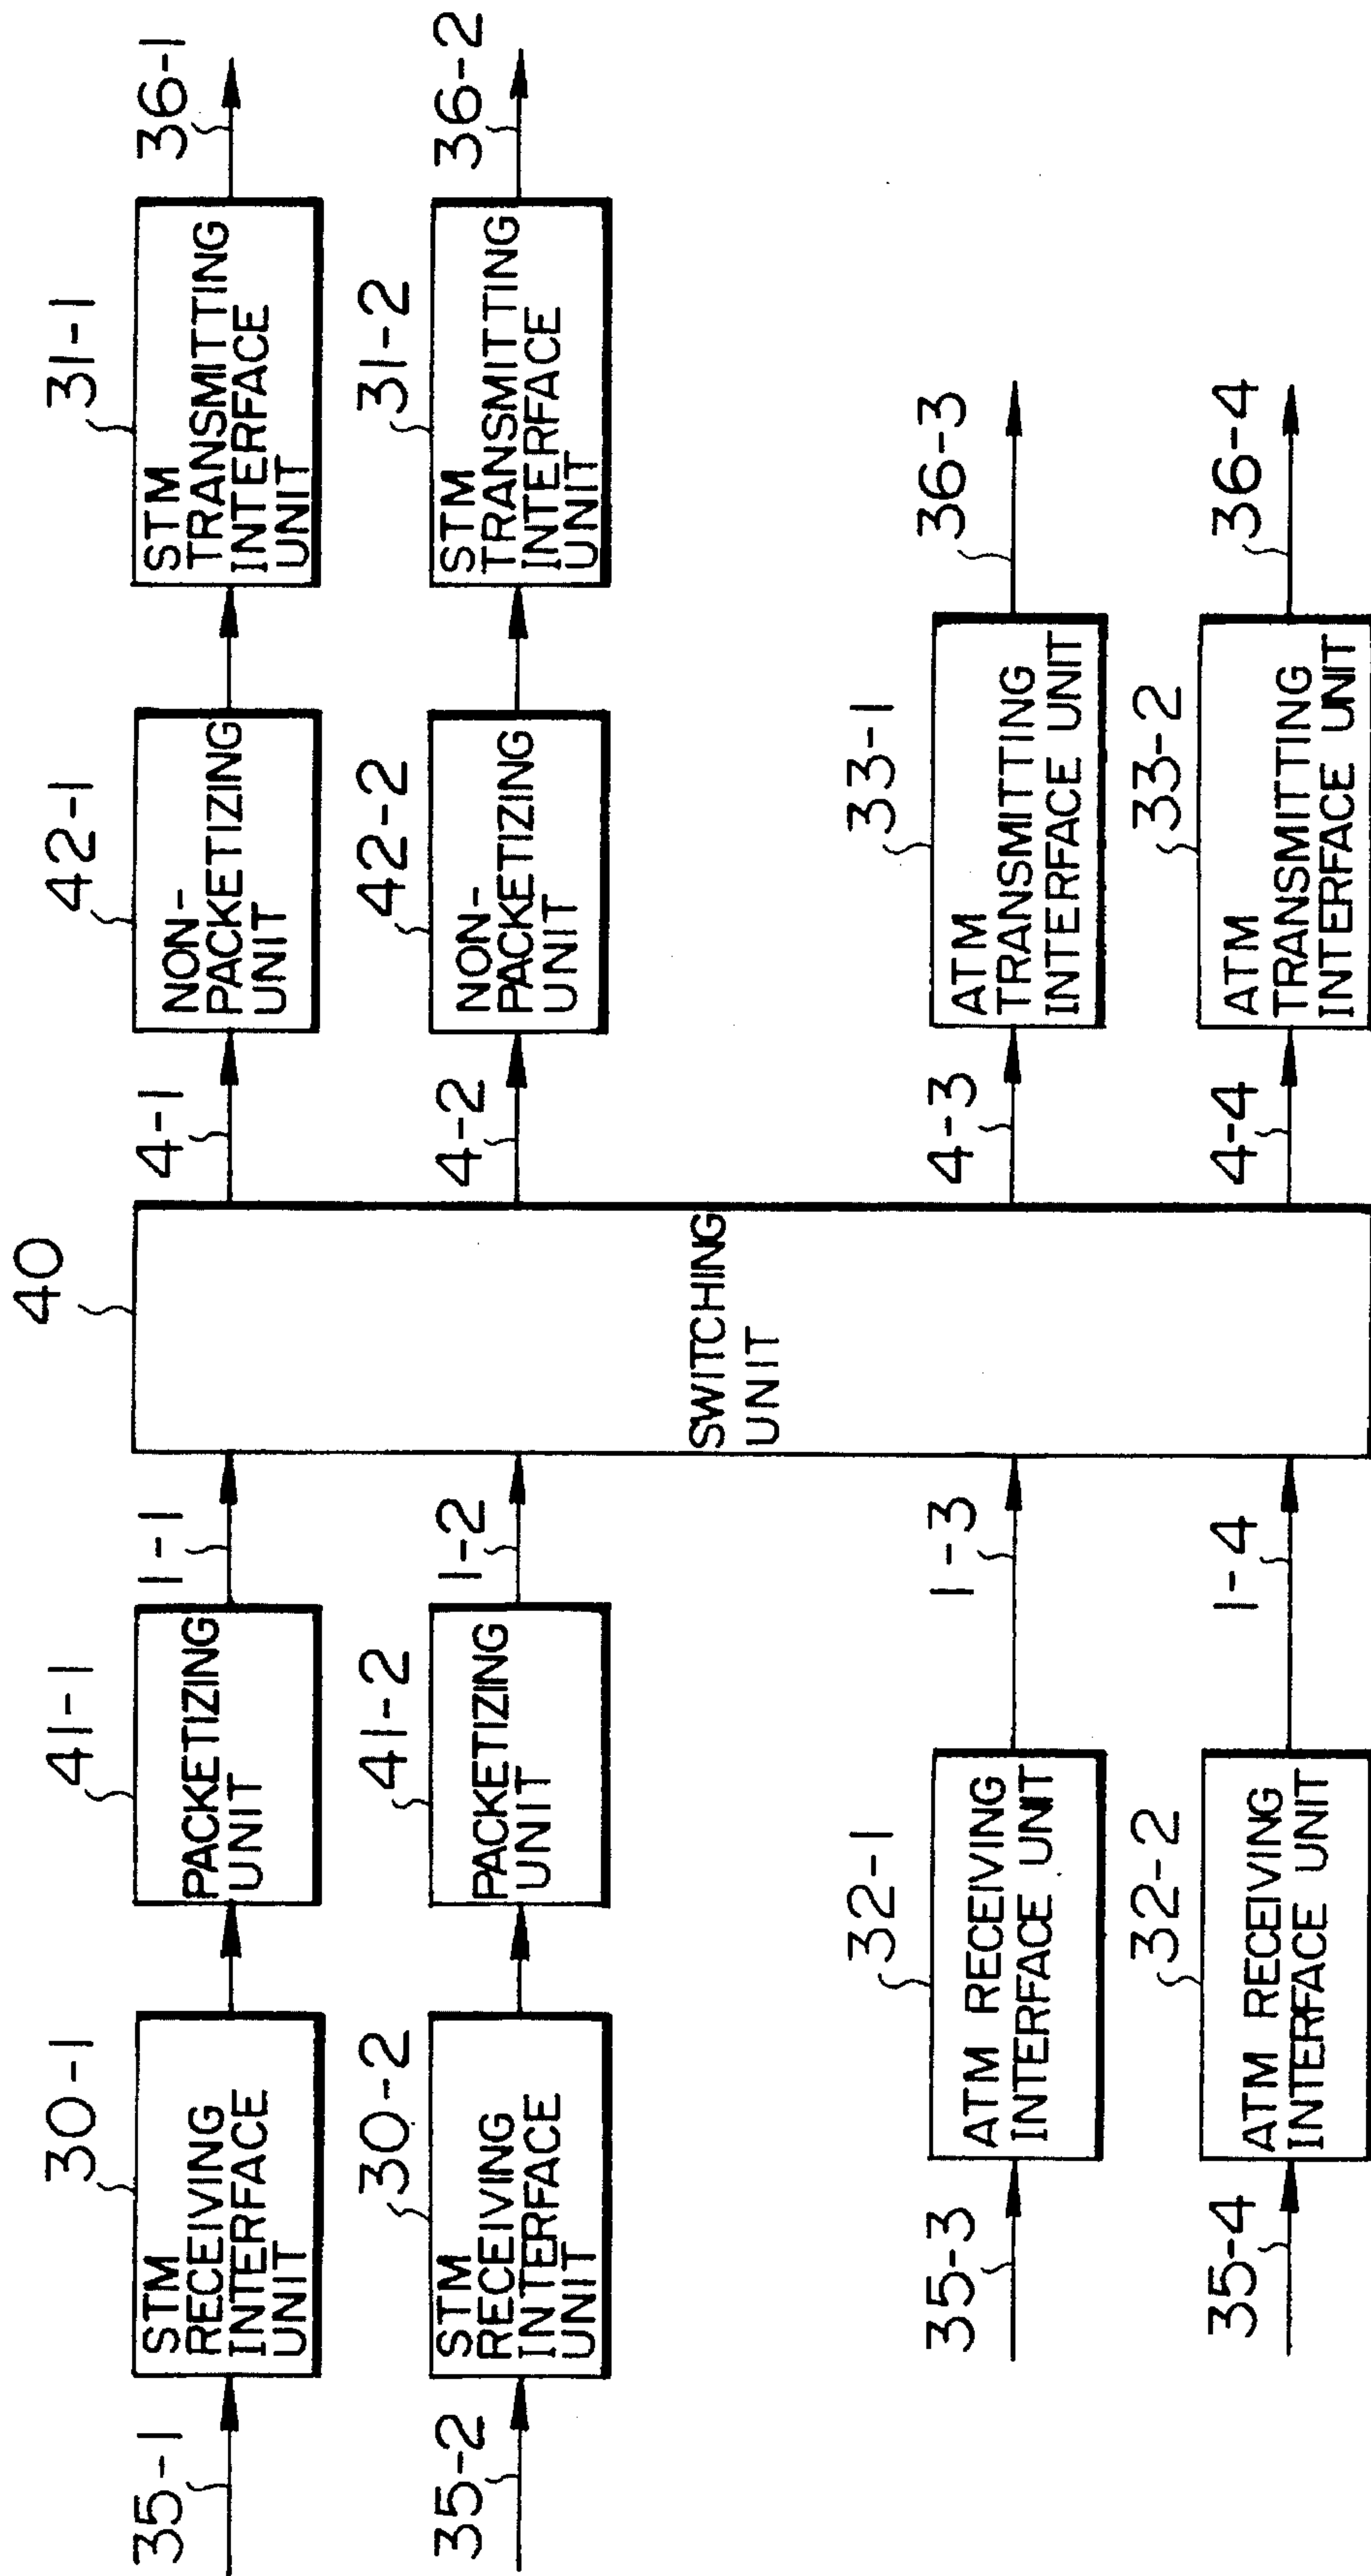 40
35-1
30-1
STM
RECEIVING
INTERFACE
UNIT
41-1
PACKETIZING
UNIT
1-1
4-1
42-1
NON-
PACKETIZING
UNIT
31-1
STM
TRANSMITTING
INTERFACE
UNIT
36-1
35-2
30-2
STM
RECEIVING
INTERFACE
UNIT
41-2
PACKETIZING
UNIT
1-2
4-2
42-2
NON-
PACKETIZING
UNIT
31-2
STM
TRANSMITTING
INTERFACE
UNIT
36-2
SWITCHING
UNIT
35-3
32-1
ATM RECEIVING
INTERFACE UNIT
1-3
4-3
33-1
ATM
TRANSMITTING
INTERFACE UNIT
36-3
35-4
32-2
ATM RECEIVING
INTERFACE UNIT
1-4
4-4
33-2
ATM
TRANSMITTING
INTERFACE UNIT
36-4